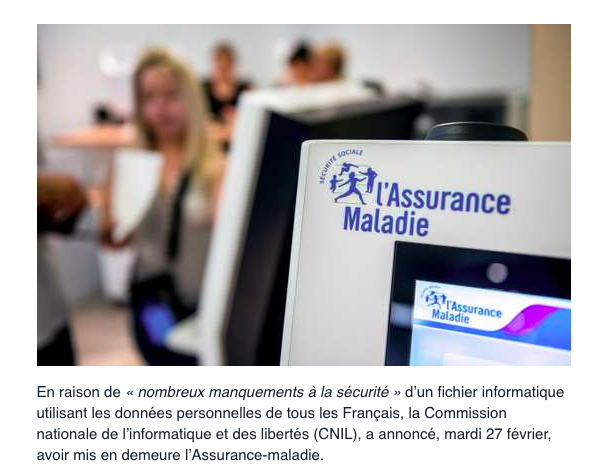 SÉCURITÉ SOCIALE
l'Assurance
Maladie
l'Assurance
Maladie
En raison de « nombreux manquements à la sécurité » d’un fichier informatique
utilisant les données personnelles de tous les Français, la Commission
nationale de l’informatique et des libertés (CNIL), a annoncé, mardi 27 février,
avoir mis en demeure l’Assurance-maladie.